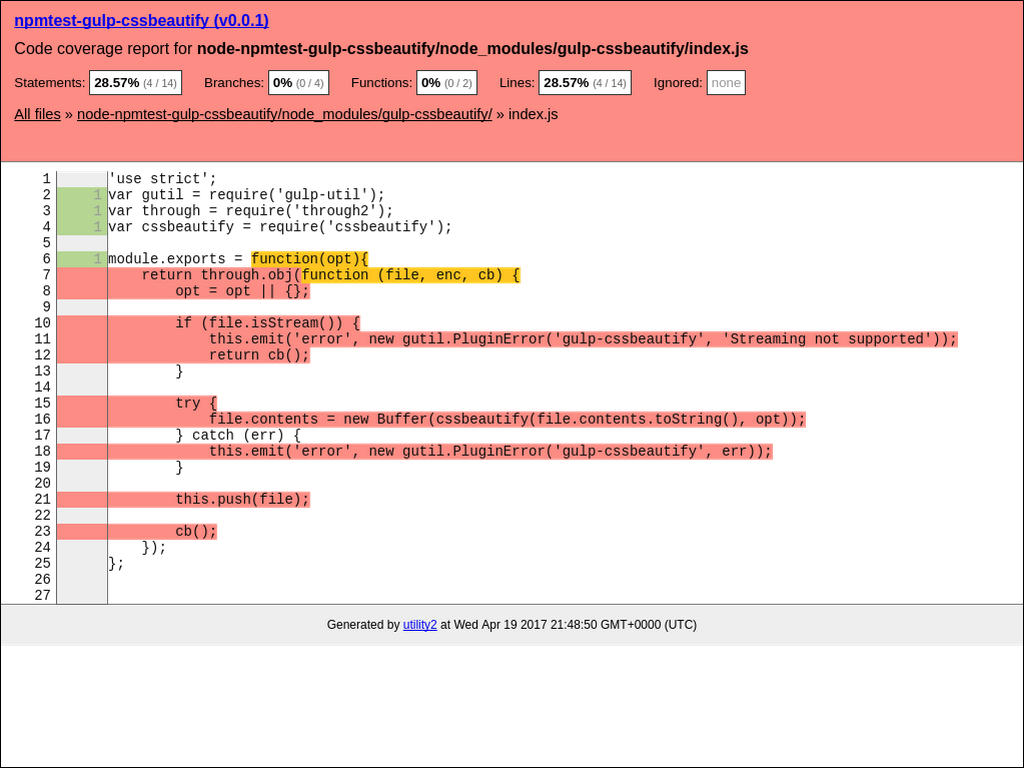 npmtest-gulp-cssbeautify (v0.0.1)
Code coverage report for node-npmtest-gulp-cssbeautify/node_modules/gulp-cssbeautify/index.js
Statements: 28.57% (4 / 14) Branches: 0% (0 / 4) Functions: 0% (0 / 2) Lines: 28.57% (4 / 14) Ignored: none
All files » node-npmtest-gulp-cssbeautify/node_modules/gulp-cssbeautify/ » index.js
1 'use strict';
2 1 var gutil = require('gulp-util');
3 1 var through = require('through2');
4 1 var cssbeautify = require('cssbeautify');
5
6 1 module.exports = function(opt){
7     return through.obj(function (file, enc, cb) {
8         opt = opt || {};
9
10         if (file.isStream()) {
11             this.emit('error', new gutil.PluginError('gulp-cssbeautify', 'Streaming not supported'));
12             return cb();
13         }
14
15         try {
16             file.contents = new Buffer(cssbeautify(file.contents.toString(), opt));
17         } catch (err) {
18             this.emit('error', new gutil.PluginError('gulp-cssbeautify', err));
19         }
20
21         this.push(file);
22
23         cb();
24     });
25 };
26
27
Generated by utility2 at Wed Apr 19 2017 21:48:50 GMT+0000 (UTC)